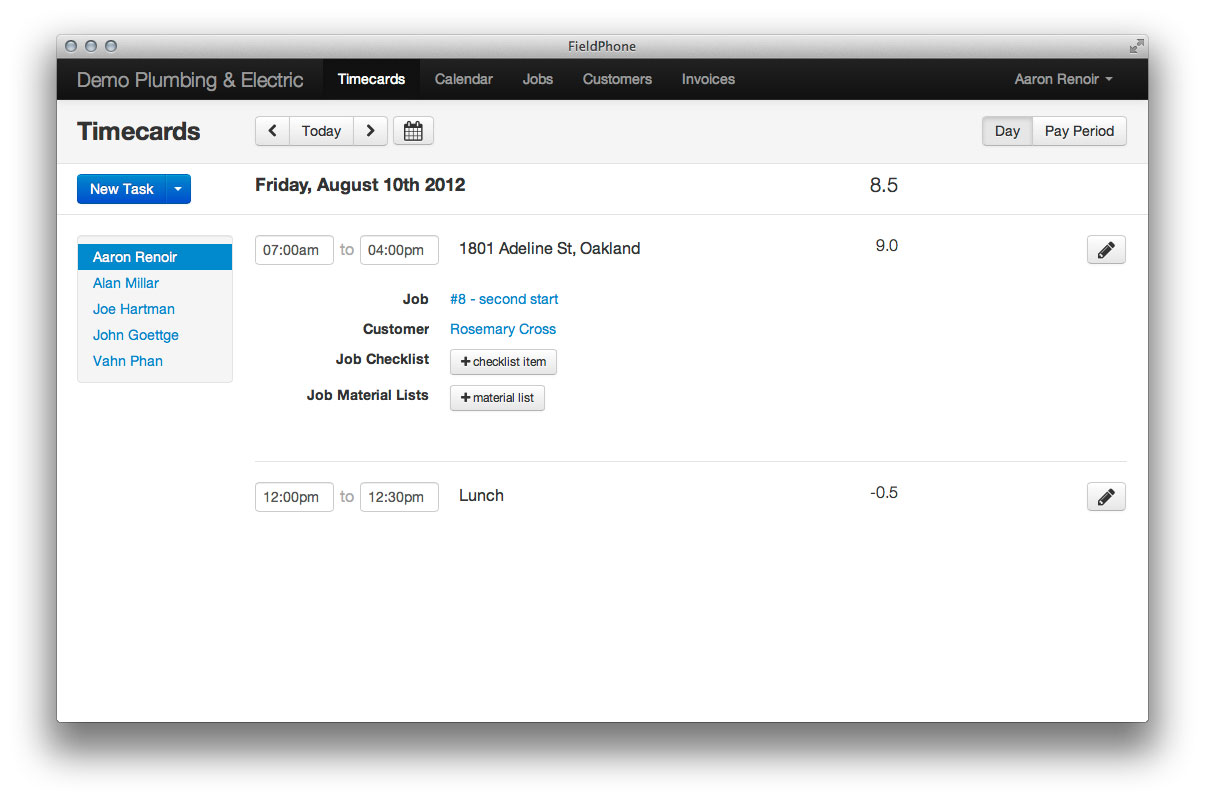 FieldPhone
Demo Plumbing & Electric Timecards Calendar Jobs Customers Invoices Aaron Renoir
Timecards Today Day Pay Period
New Task Friday, August 10th 2012 8.5
Aaron Renoir
Alan Millar
Joe Hartman
John Goettge
Vahn Phan
07:00am to 04:00pm 1801 Adeline St, Oakland 9.0
Job #8 - second start
Customer Rosemary Cross
Job Checklist +checklist item
Job Material Lists +material list
12:00pm to 12:30pm Lunch -0.5